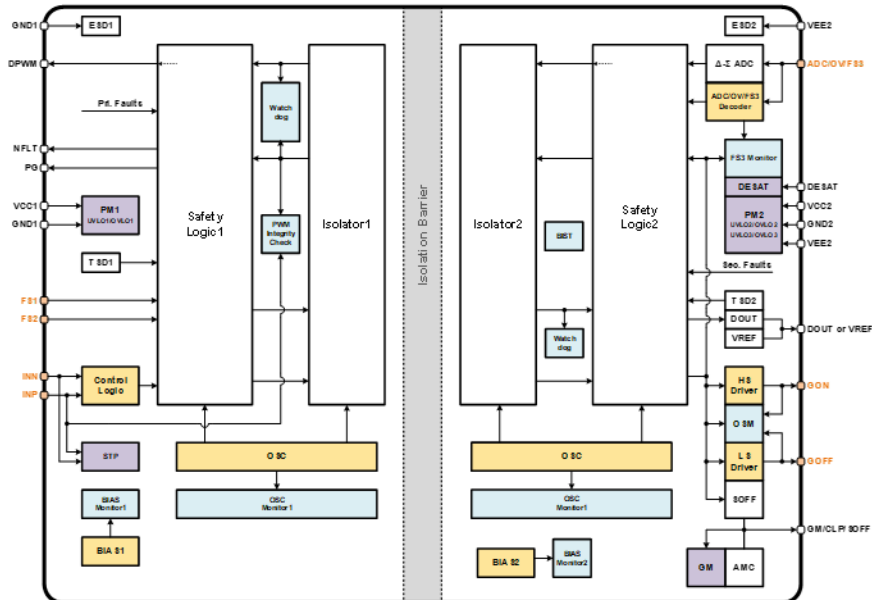 GND1
ESD1
ESD2
VEE2
DPWM
Δ-Σ ADC
ADC/OV/FS3
ADC/OV/FS3
Decoder
Watch
dog
Pri. Faults
NFLT
PG
FS3 Monitor
DESAT
DESAT
VCC1
GND1
PM1
UVLO1/OVLO1
Safety
Logic1
PWM
Integrity
Check
Isolator1
Isolation Barrier
Isolator2
BIST
Safety
Logic2
PM2
UVLO2/OVLO2
UVLO3/OVLO3
VCC2
GND2
VEE2
TSD1
Sec. Faults
FS1
FS2
TSD2
DOUT
VREF
DOUT or VREF
Watch
dog
INN
INP
Control
Logic
HS
Driver
GON
OSM
STP
OSC
OSC
LS
Driver
GOFF
BIAS
Monitor1
OSC
Monitor1
OSC
Monitor1
SOFF
GM/CLP/SOFF
BIAS1
BIAS2
BIAS
Monitor2
GM
AMC